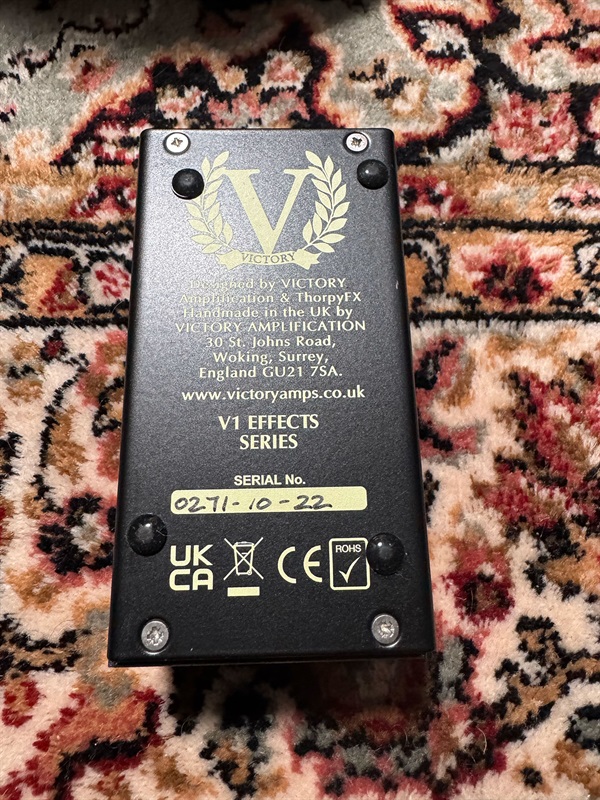 V
VICTORY
Designed by VICTORY
Amplification & ThorpyFX
Handmade in the UK by
VICTORY AMPLIFICATION
30 St. Johns Road,
Woking, Surrey,
England GU21 7SA.
www.victoryamps.co.uk
V1 EFFECTS
SERIES
SERIAL No.
0271-10-22
UK
CA
CE
ROHS